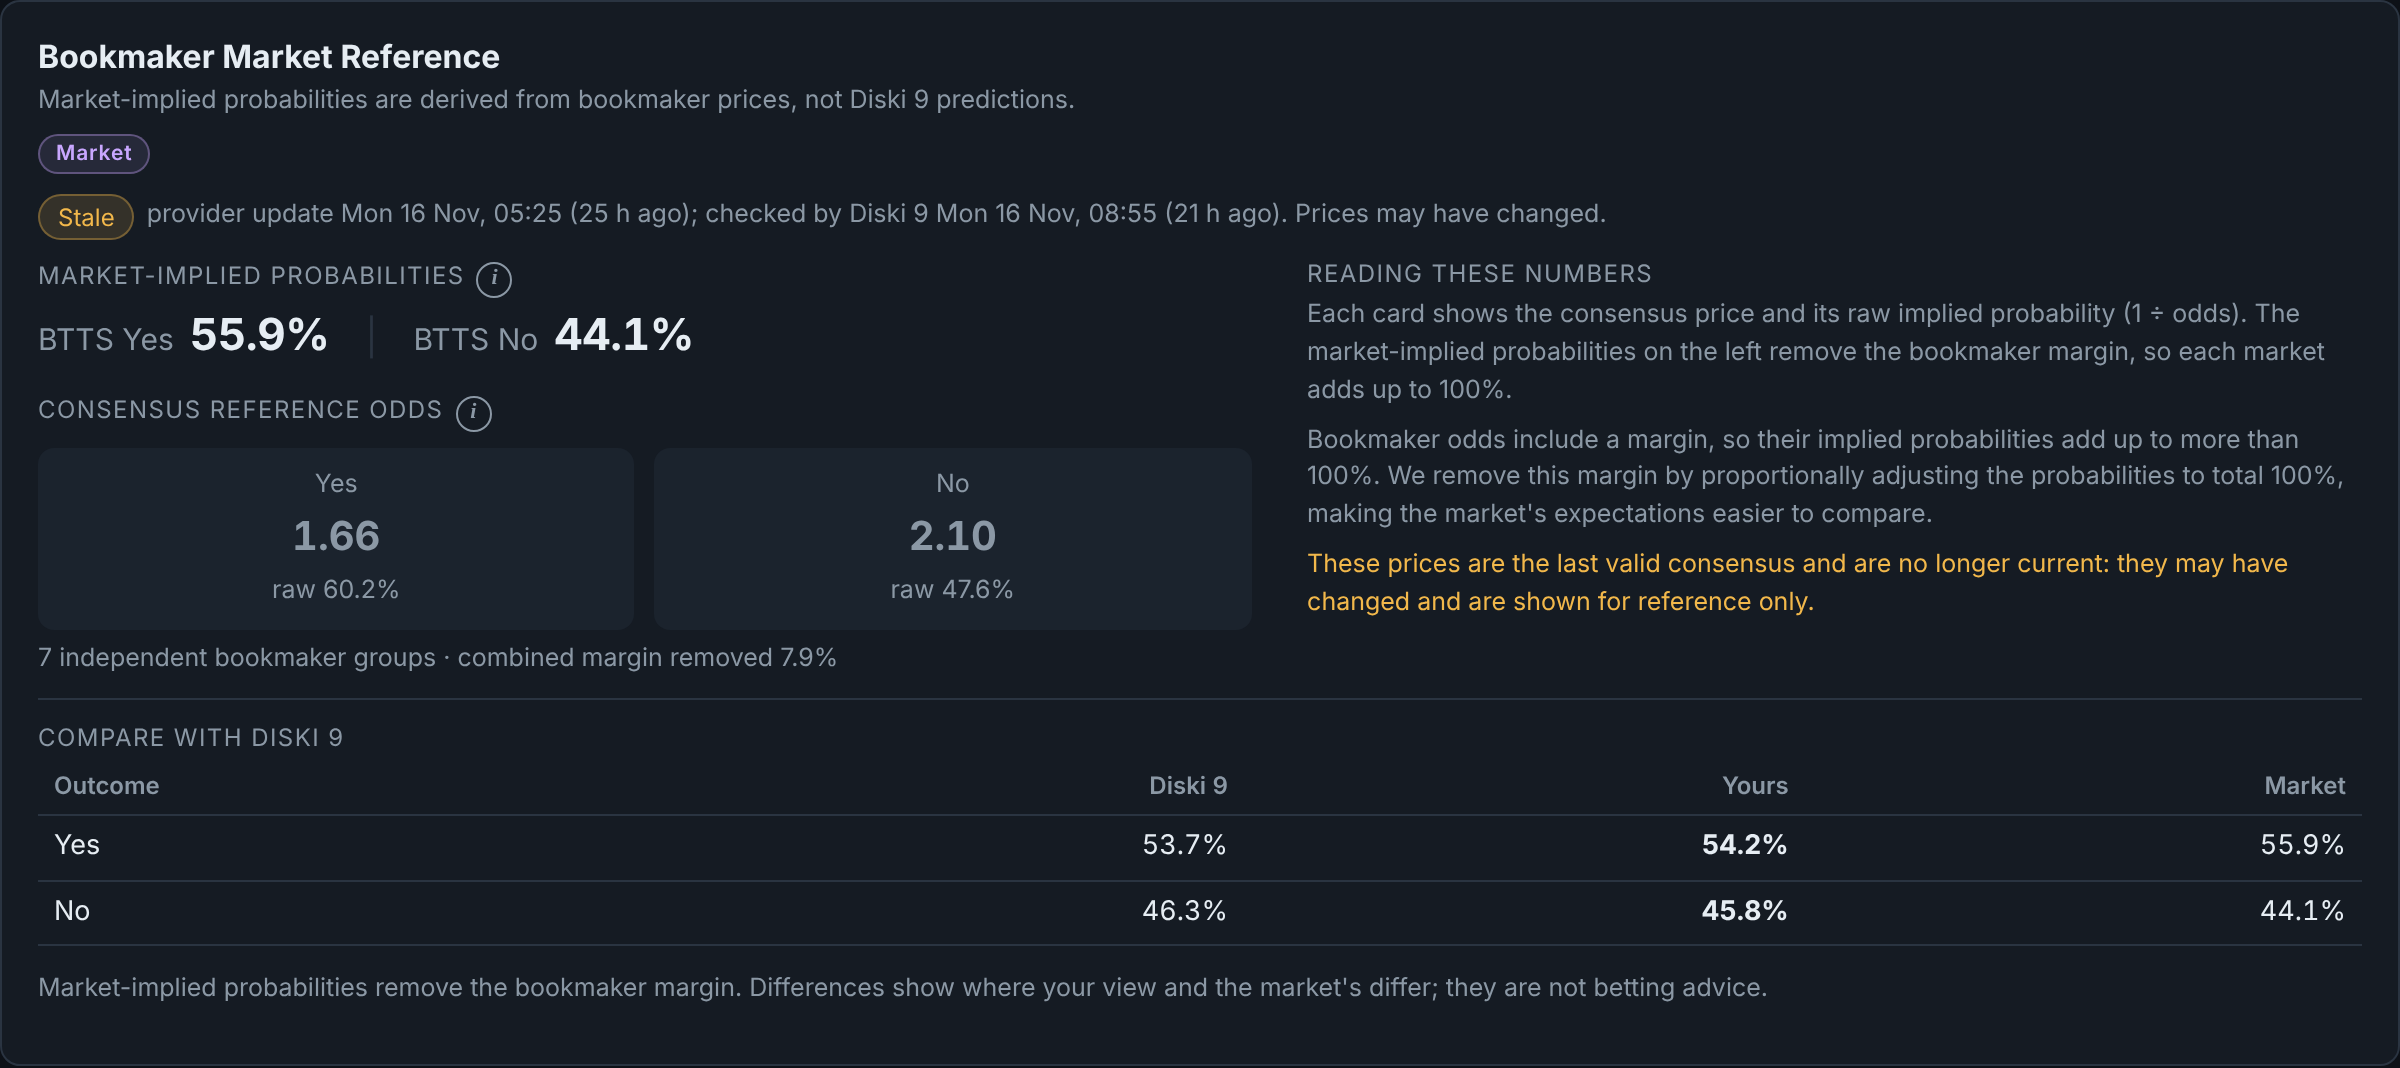 Bookmaker Market Reference
Market-implied probabilities are derived from bookmaker prices, not Diski 9 predictions.
Market
Stale provider update Mon 16 Nov, 05:25 (25 h ago); checked by Diski 9 Mon 16 Nov, 08:55 (21 h ago). Prices may have changed.
MARKET-IMPLIED PROBABILITIES i
BTTS Yes 55.9% BTTS No 44.1%
CONSENSUS REFERENCE ODDS i
Yes
1.66
raw 60.2%
No
2.10
raw 47.6%
7 independent bookmaker groups · combined margin removed 7.9%
READING THESE NUMBERS
Each card shows the consensus price and its raw implied probability (1 ÷ odds). The
market-implied probabilities on the left remove the bookmaker margin, so each market
adds up to 100%.
Bookmaker odds include a margin, so their implied probabilities add up to more than
100%. We remove this margin by proportionally adjusting the probabilities to total 100%,
making the market's expectations easier to compare.
These prices are the last valid consensus and are no longer current: they may have
changed and are shown for reference only.
COMPARE WITH DISKI 9
Outcome Diski 9 Yours Market
Yes 53.7% 54.2% 55.9%
No 46.3% 45.8% 44.1%
Market-implied probabilities remove the bookmaker margin. Differences show where your view and the market's differ; they are not betting advice.